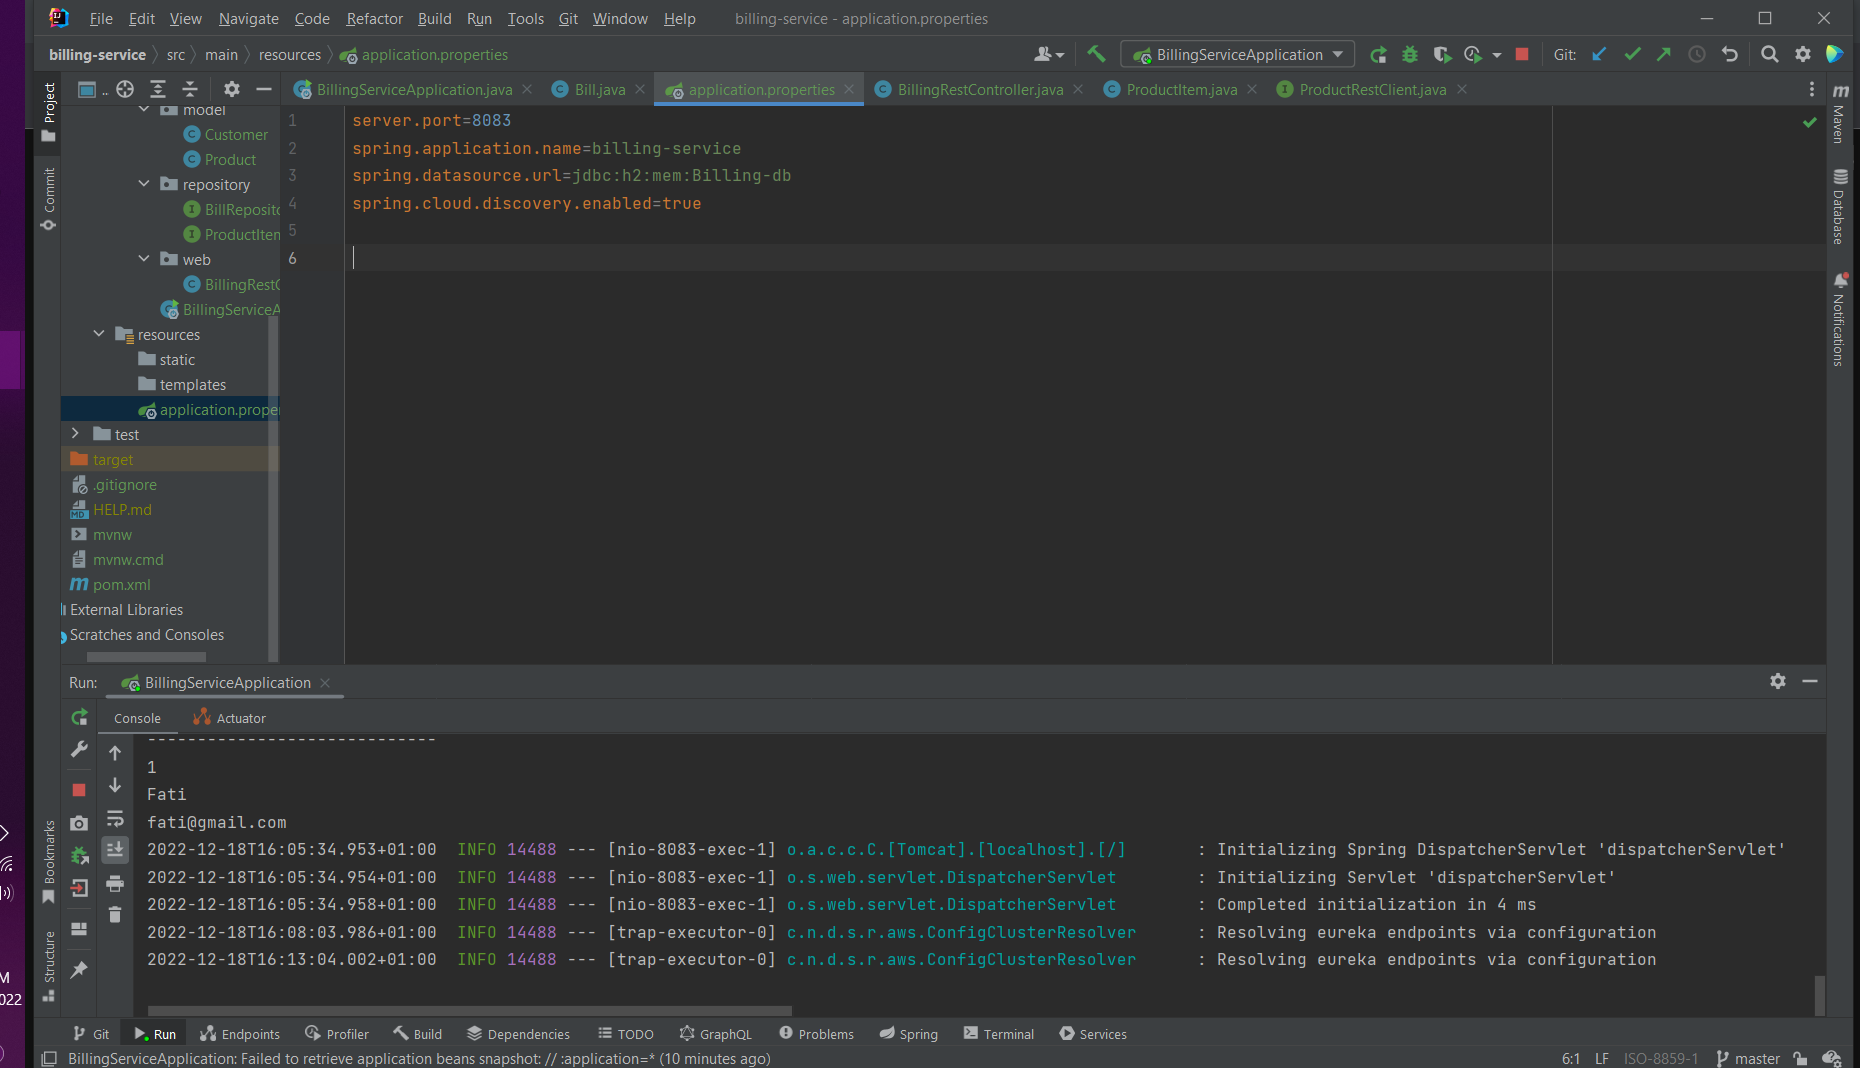 File Edit View Navigate Code Refactor Build Run Tools Git Window Help billing-service - application.properties
billing-service src main resources application.properties BillingServiceApplication Git:
.. BillingServiceApplication.java Bill.java application.properties BillingRestController.java ProductItem.java ProductRestClient.java
Project
Commit
Bookmarks
Structure
model
Customer
Product
repository
BillReposito
ProductIten
web
BillingRestC
BillingServiceA
resources
static
templates
application.prope
test
target
.gitignore
HELP.md
mvnw
mvnw.cmd
pom.xml
External Libraries
Scratches and Consoles
1 server.port=8083
2 spring.application.name=billing-service
3 spring.datasource.url=jdbc:h2:mem:Billing-db
4 spring.cloud.discovery.enabled=true
5
6
Maven
Database
Notifications
Run: BillingServiceApplication
Console Actuator
-----------------------------
1
Fati
fati@gmail.com
2022-12-18T16:05:34.953+01:00 INFO 14488 --- [nio-8083-exec-1] o.a.c.c.C.[Tomcat].[localhost].[/] : Initializing Spring DispatcherServlet 'dispatcherServlet'
2022-12-18T16:05:34.954+01:00 INFO 14488 --- [nio-8083-exec-1] o.s.web.servlet.DispatcherServlet : Initializing Servlet 'dispatcherServlet'
2022-12-18T16:05:34.958+01:00 INFO 14488 --- [nio-8083-exec-1] o.s.web.servlet.DispatcherServlet : Completed initialization in 4 ms
2022-12-18T16:08:03.986+01:00 INFO 14488 --- [trap-executor-0] c.n.d.s.r.aws.ConfigClusterResolver : Resolving eureka endpoints via configuration
2022-12-18T16:13:04.002+01:00 INFO 14488 --- [trap-executor-0] c.n.d.s.r.aws.ConfigClusterResolver : Resolving eureka endpoints via configuration
M
022
Git Run Endpoints Profiler Build Dependencies TODO GraphQL Problems Spring Terminal Services
BillingServiceApplication: Failed to retrieve application beans snapshot: // :application=* (10 minutes ago) 6:1 LF ISO-8859-1 master